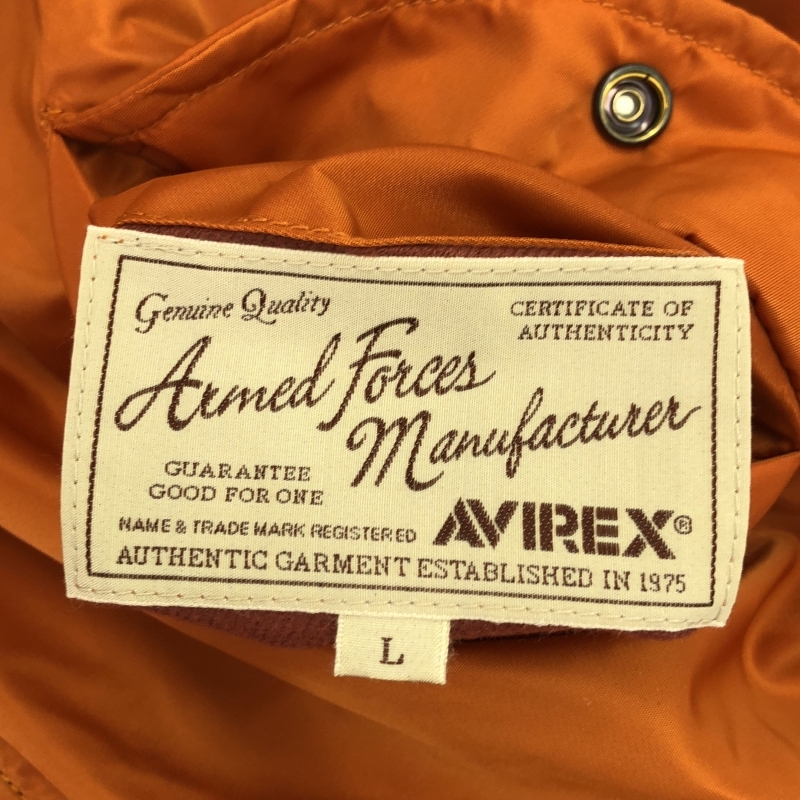 Genuine Quality
CERTIFICATE OF
AUTHENTICITY
Armed Forces
Manufacturer
GUARANTEE
GOOD FOR ONE
NAME & TRADE MARK REGISTERED
AVIREX®
AUTHENTIC GARMENT ESTABLISHED IN 1975
L